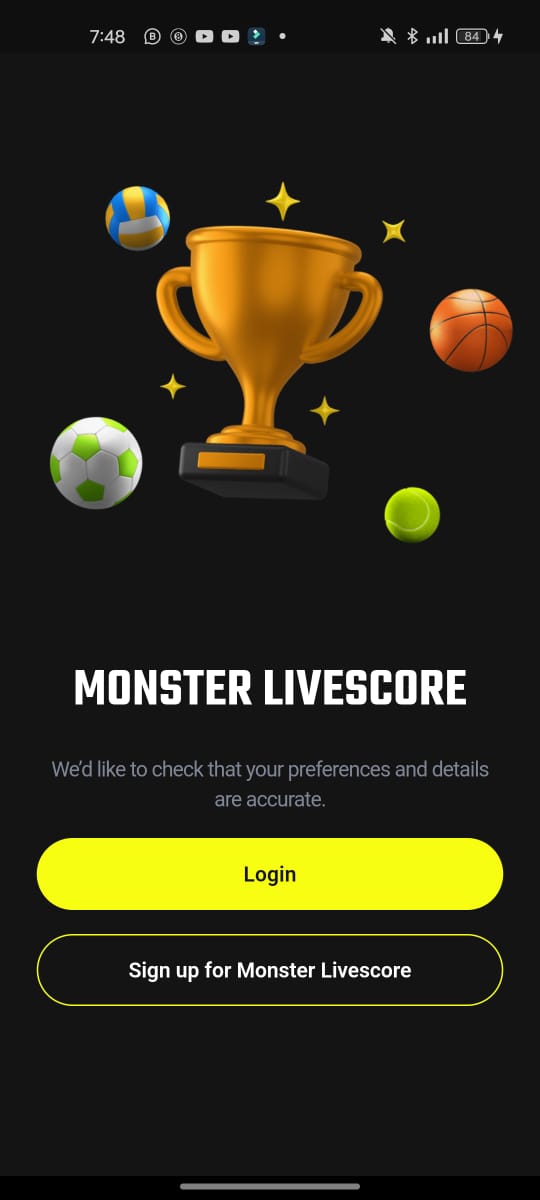 7:48
84
MONSTER LIVESCORE
We'd like to check that your preferences and details
are accurate.
Login
Sign up for Monster Livescore